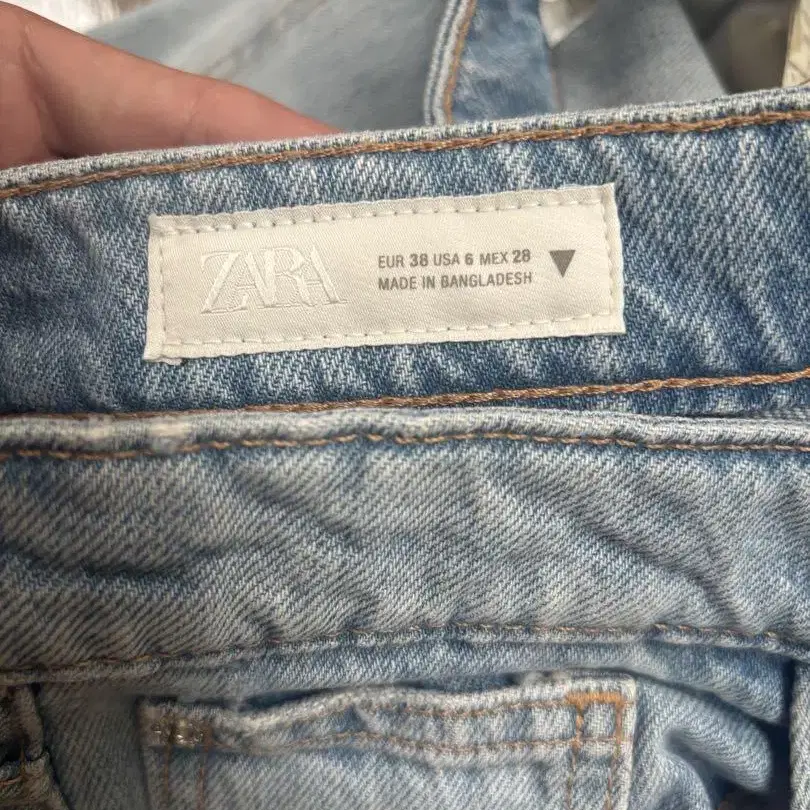 ZARA
EUR 38 USA 6 MEX 28
MADE IN BANGLADESH